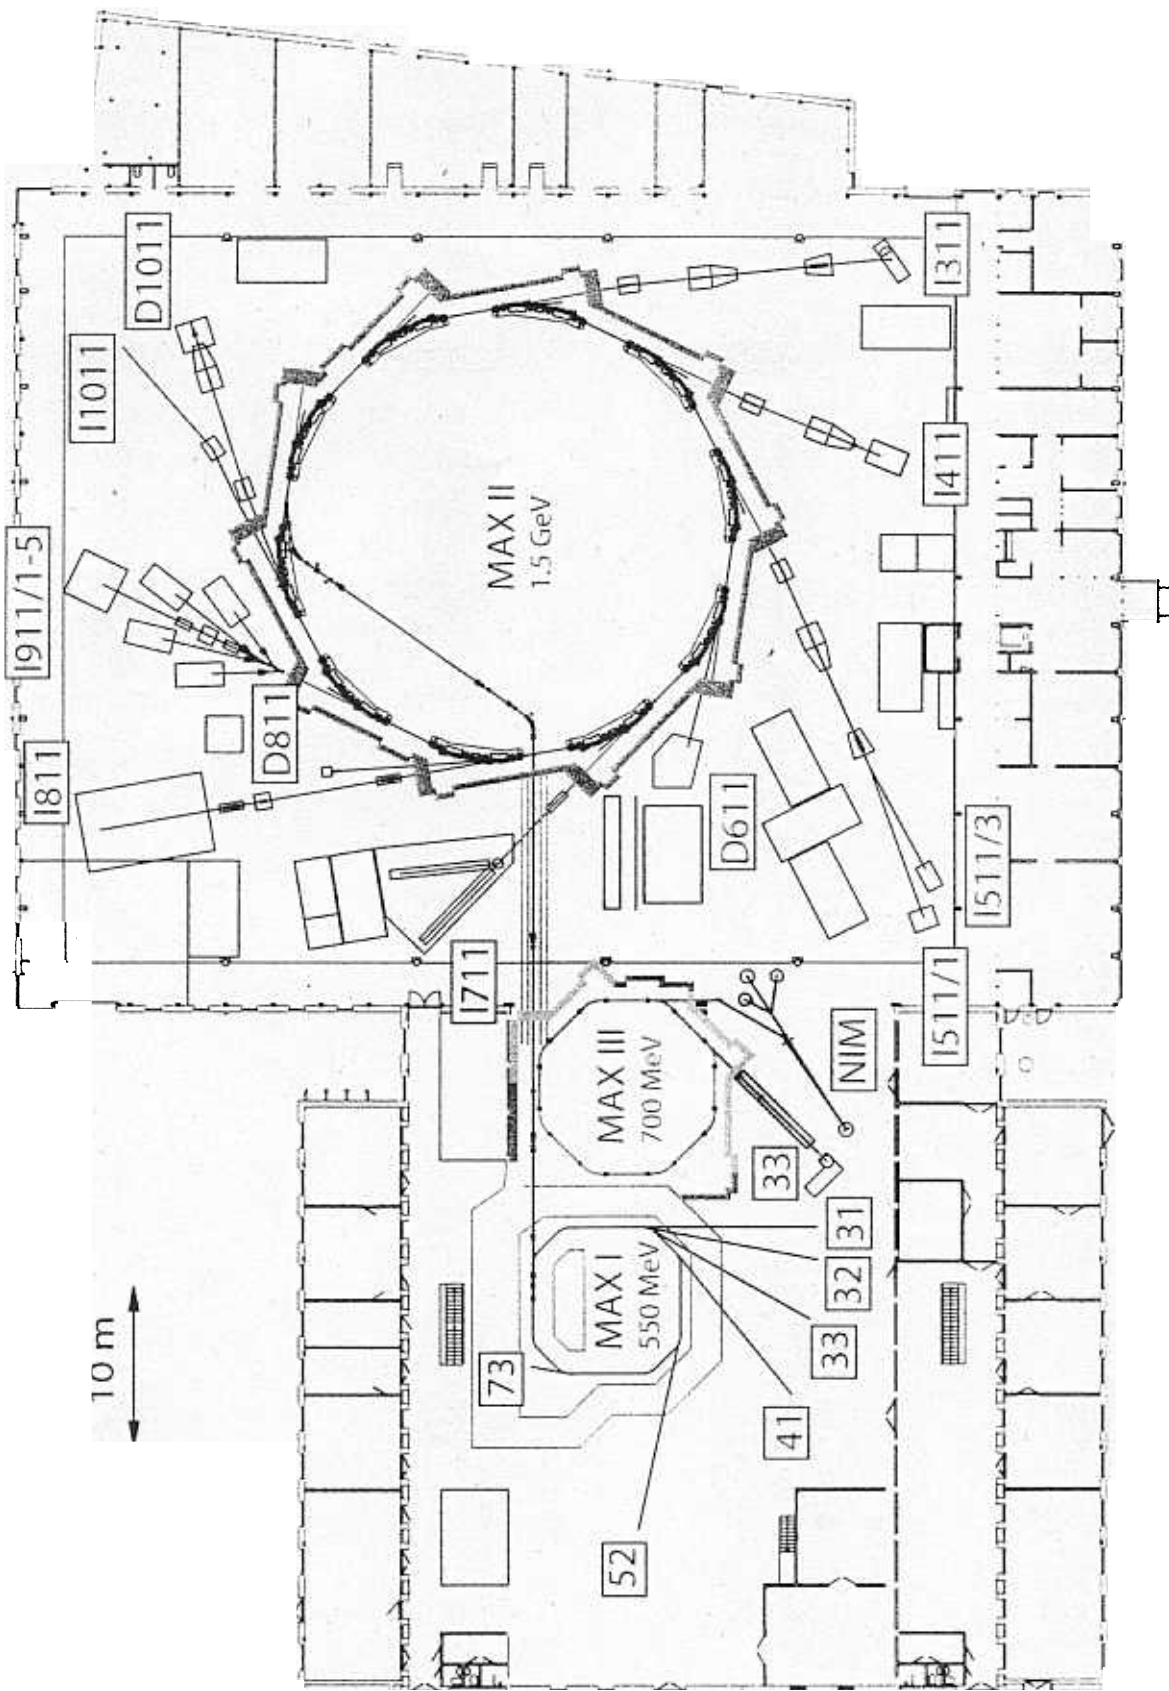 I911/1-5
I1011
D1011
I811
D811
MAX II
1.5 GeV
I311
I411
D611
I511/3
I511/1
I711
MAX III
700 MeV
NIM
33
MAX I
550 MeV
31
32
33
41
52
73
10 m